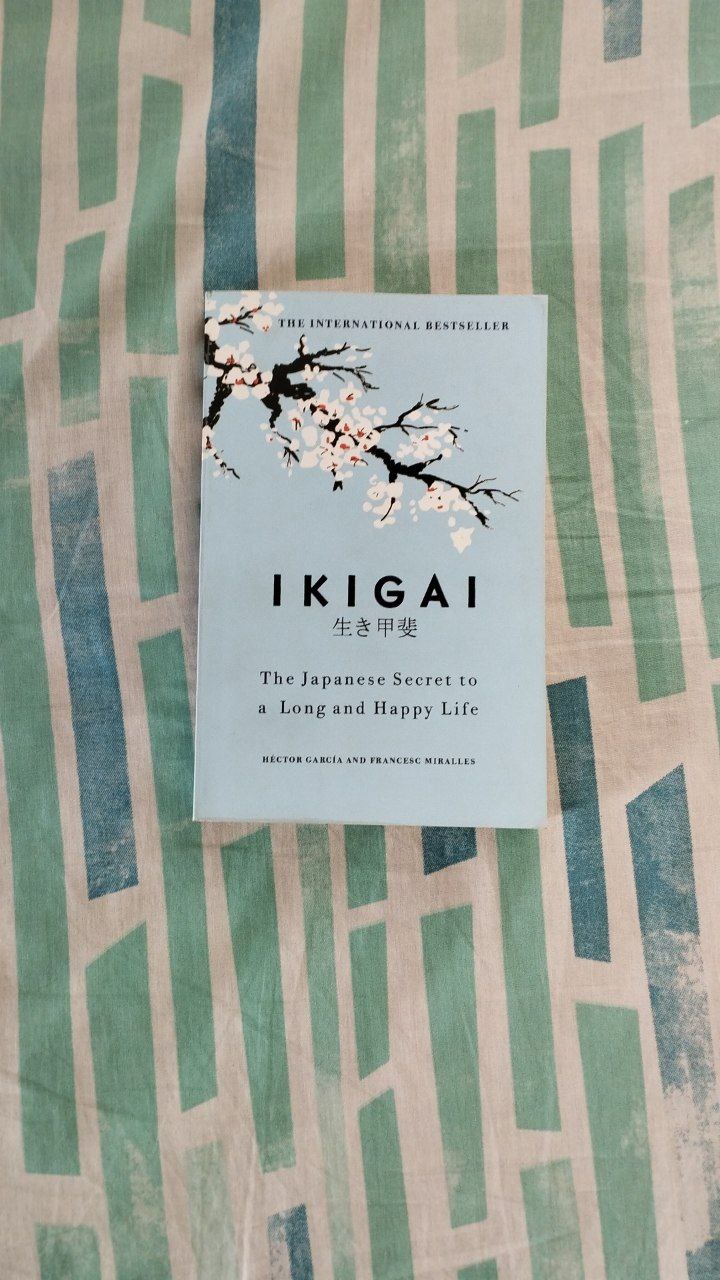 THE INTERNATIONAL BESTSELLER
IKIGAI
生き甲斐
The Japanese Secret to
a Long and Happy Life
HÉCTOR GARCÍA AND FRANCESC MIRALLES